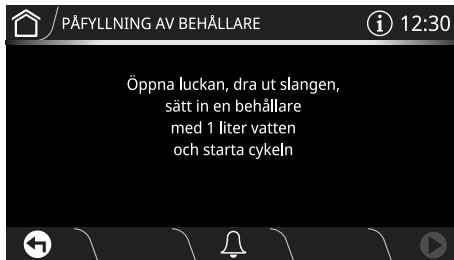 PÅFYLLNING AV BEHÅLLARE
12:30
Öppna luckan, dra ut slangen,
sätt in en behållare
med 1 liter vatten
och starta cykeln